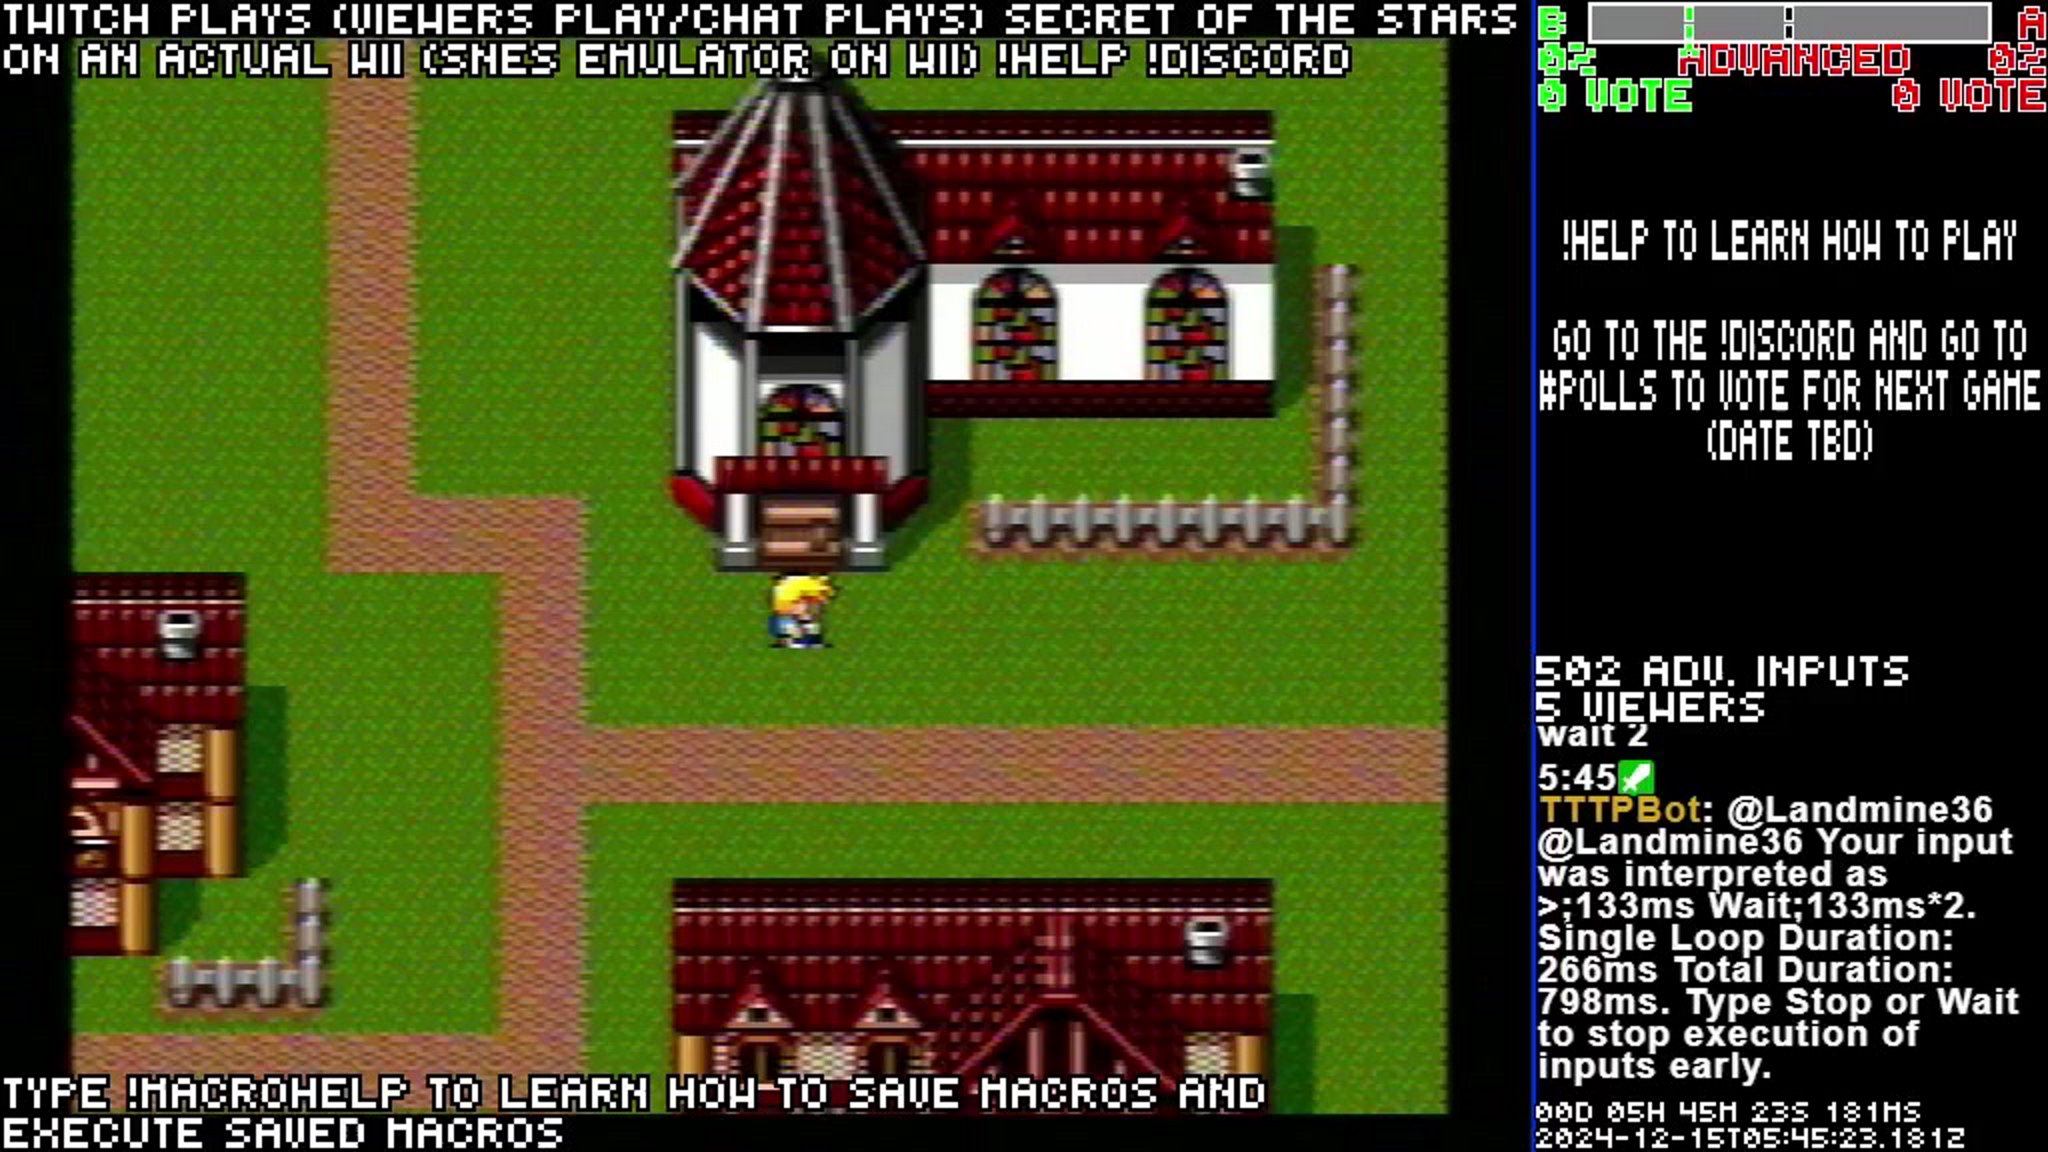 TWITCH PLAYS (VIEWERS PLAY/CHAT PLAYS) SECRET OF THE STARS
ON AN ACTUAL WII (SNES EMULATOR ON WII) !HELP !DISCORD
B A
0% ADVANCED 0%
0 VOTE 0 VOTE
!HELP TO LEARN HOW TO PLAY
GO TO THE !DISCORD AND GO TO
#POLLS TO VOTE FOR NEXT GAME
(DATE TBD)
502 ADV. INPUTS
5 VIEWERS
wait 2
5:45
TTTPBot: @Landmine36
@Landmine36 Your input
was interpreted as
>;133ms Wait;133ms*2.
Single Loop Duration:
266ms Total Duration:
798ms. Type Stop or Wait
to stop execution of
inputs early.
00D 05H 45M 23S 181MS
2024-12-15T05:45:23.181Z
TYPE !MACROHELP TO LEARN HOW TO SAVE MACROS AND
EXECUTE SAVED MACROS